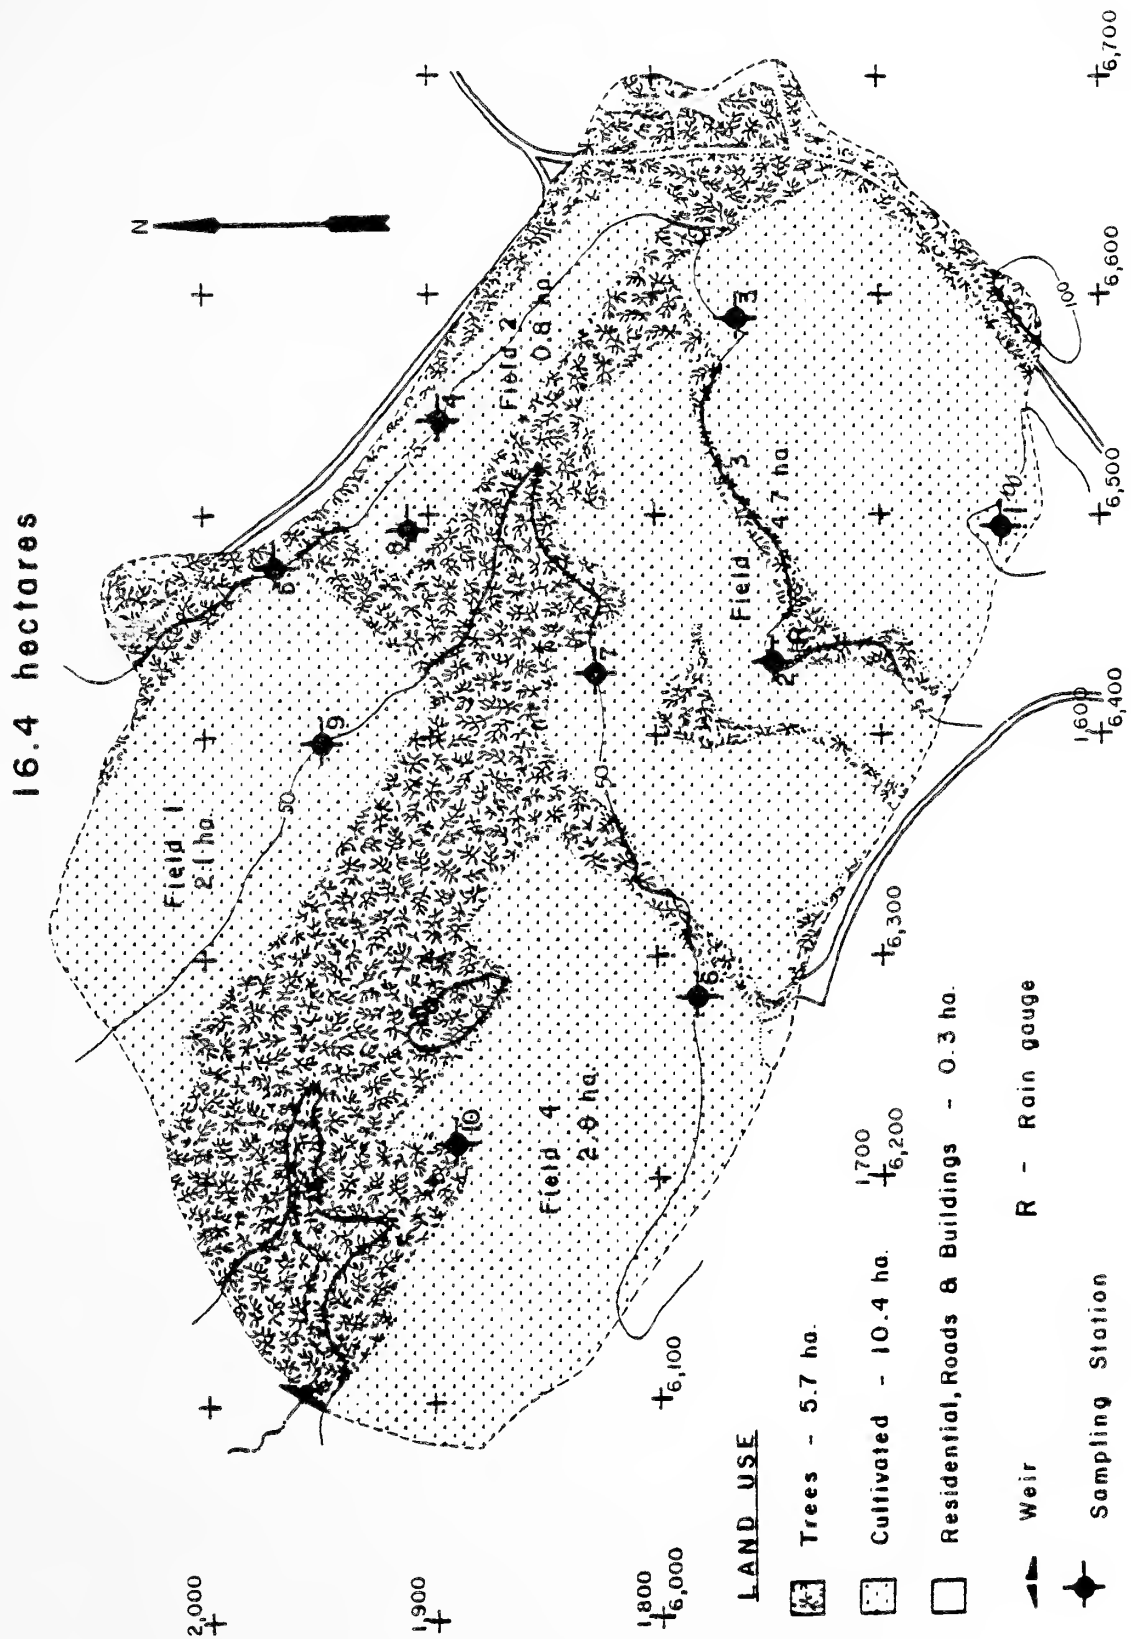 16.4 hectares
N
Field 1
2.1 ha.
Field 2
0.8 ha.
Field 3
4.7 ha
Field 4
2.8 ha
1
2
3
4
5
6
7
8
9
10
R
50
50
75
75
100
100
2,000
1,900
1,800
6,000
6,100
1,700
6,200
6,300
1,600
6,400
6,500
6,600
6,700
LAND USE
Trees - 5.7 ha.
Cultivated - 10.4 ha.
Residential, Roads & Buildings - 0.3 ha.
Weir
R - Rain gauge
Sampling Station